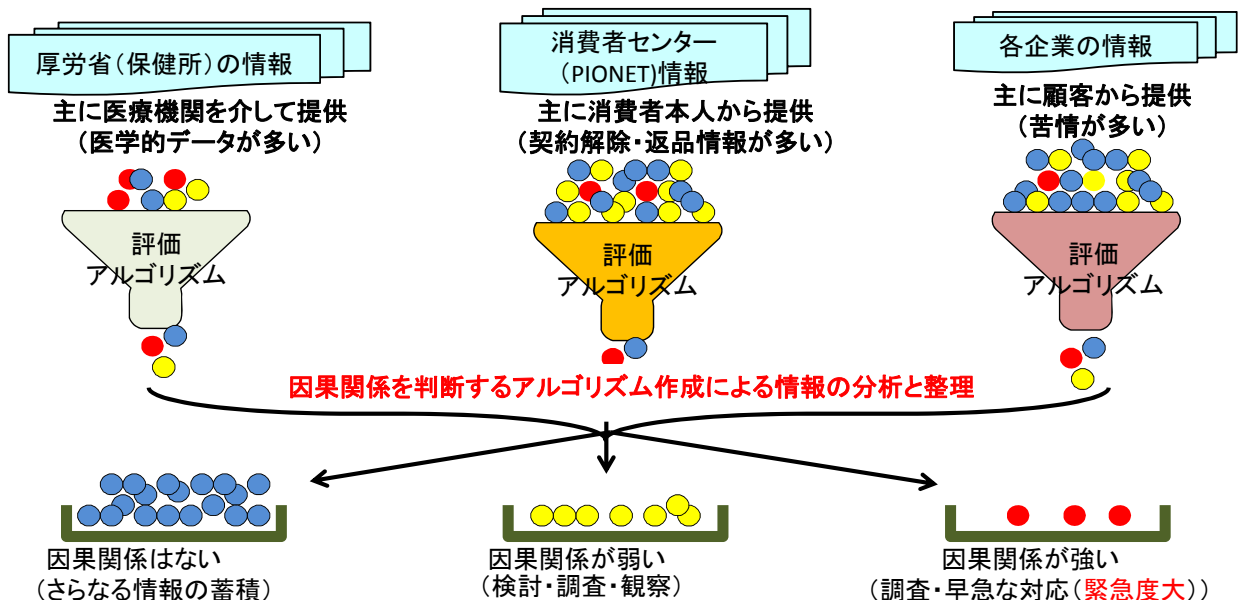 厚労省（保健所）の情報
消費者センター
（PIONET)情報
各企業の情報
主に医療機関を介して提供
（医学的データが多い）
主に消費者本人から提供
（契約解除・返品情報が多い）
主に顧客から提供
（苦情が多い）
評価
アルゴリズム
評価
アルゴリズム
評価
アルゴリズム
因果関係を判断するアルゴリズム作成による情報の分析と整理
因果関係はない
（さらなる情報の蓄積）
因果関係が弱い
（検討・調査・観察）
因果関係が強い
（調査・早急な対応（緊急度大））